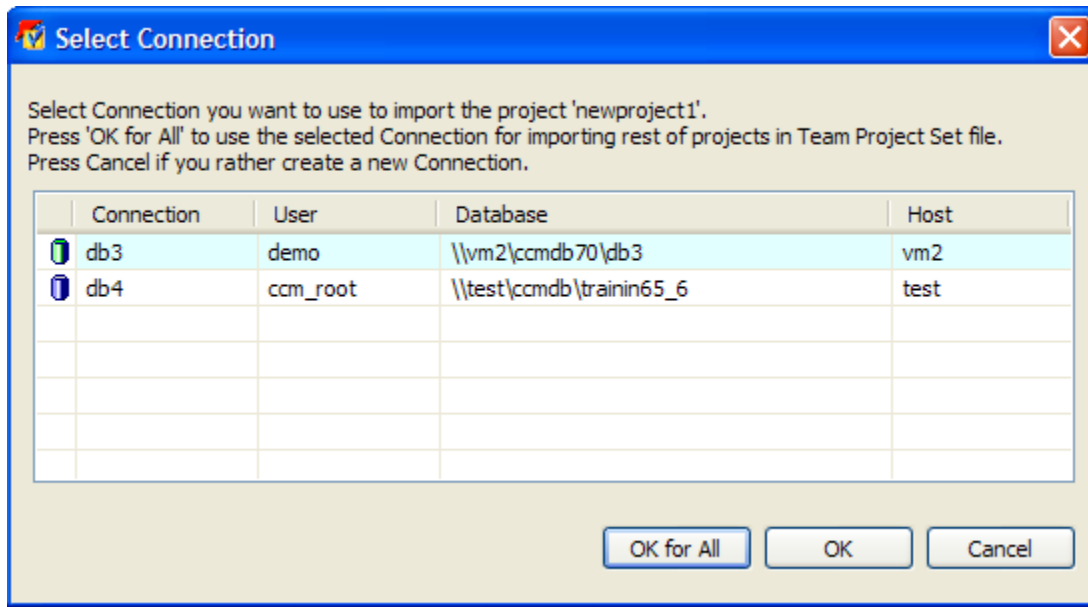 Select Connection
Select Connection you want to use to import the project 'newproject1'.
Press 'OK for All' to use the selected Connection for importing rest of projects in Team Project Set file.
Press Cancel if you rather create a new Connection.
Connection User Database Host
db3 demo \\vm2\ccmdb70\db3 vm2
db4 ccm_root \\test\ccmdb\trainin65_6 test
OK for All OK Cancel